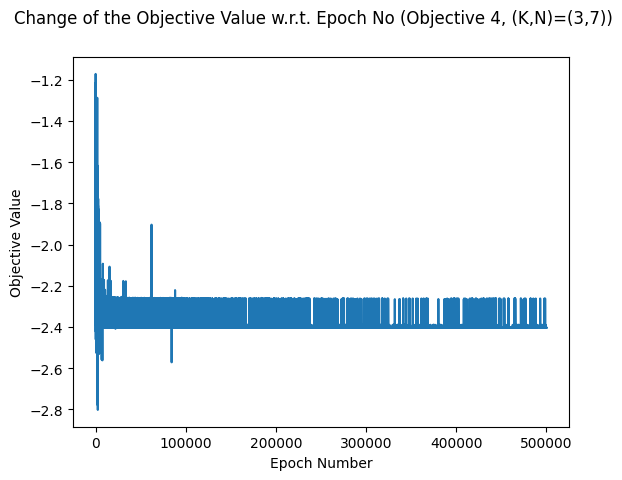 Change of the Objective Value w.r.t. Epoch No (Objective 4, (K,N)=(3,7))
−1.2
−1.4
−1.6
−1.8
−2.0
−2.2
−2.4
−2.6
−2.8
Objective Value
0 100000 200000 300000 400000 500000
Epoch Number